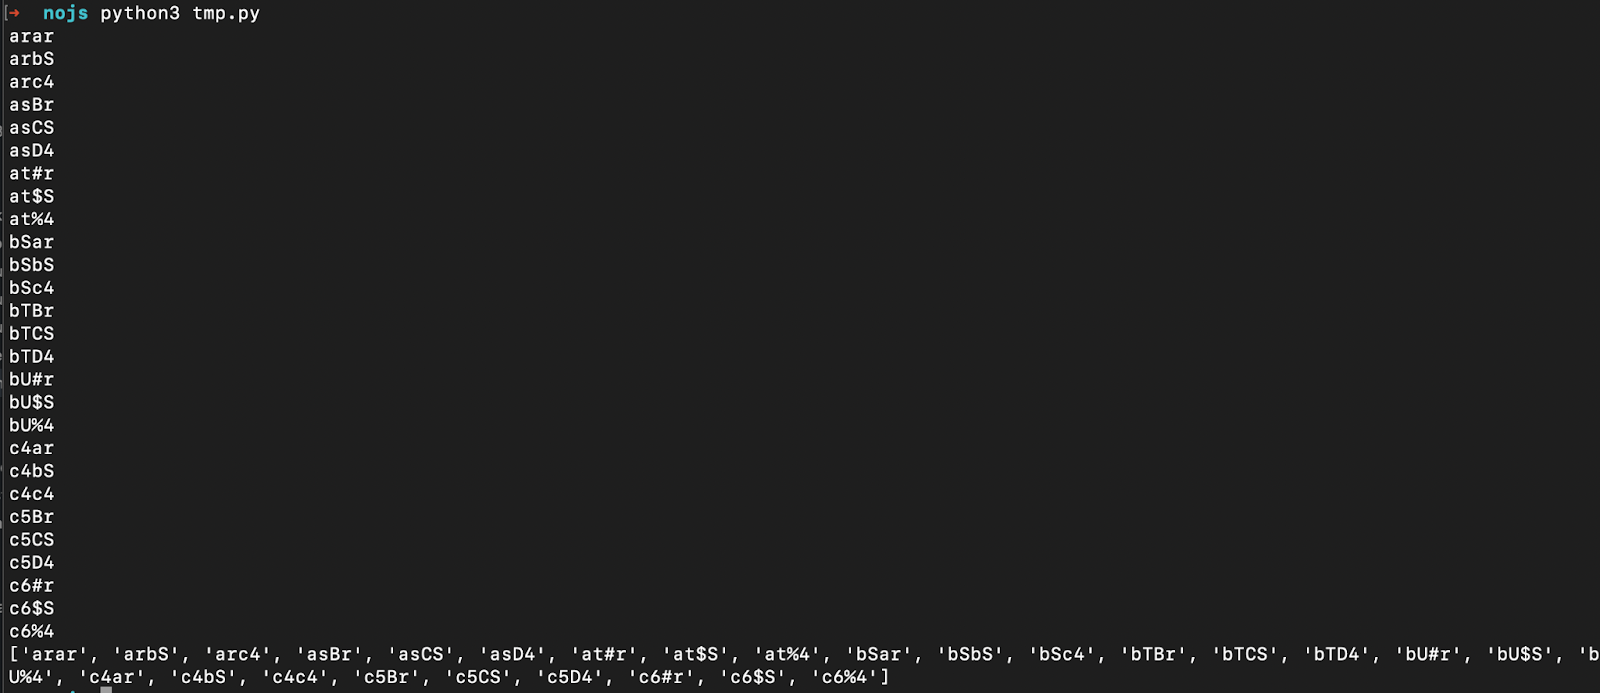 [→ nojs python3 tmp.py
arar
arbS
arc4
asBr
asCS
asD4
at#r
at$S
at%4
bSar
bSbS
bSc4
bTBr
bTCS
bTD4
bU#r
bU$S
bU%4
c4ar
c4bS
c4c4
c5Br
c5CS
c5D4
c6#r
c6$S
c6%4
['arar', 'arbS', 'arc4', 'asBr', 'asCS', 'asD4', 'at#r', 'at$S', 'at%4', 'bSar', 'bSbS', 'bSc4', 'bTBr', 'bTCS', 'bTD4', 'bU#r', 'bU$S', 'b
U%4', 'c4ar', 'c4bS', 'c4c4', 'c5Br', 'c5CS', 'c5D4', 'c6#r', 'c6$S', 'c6%4']